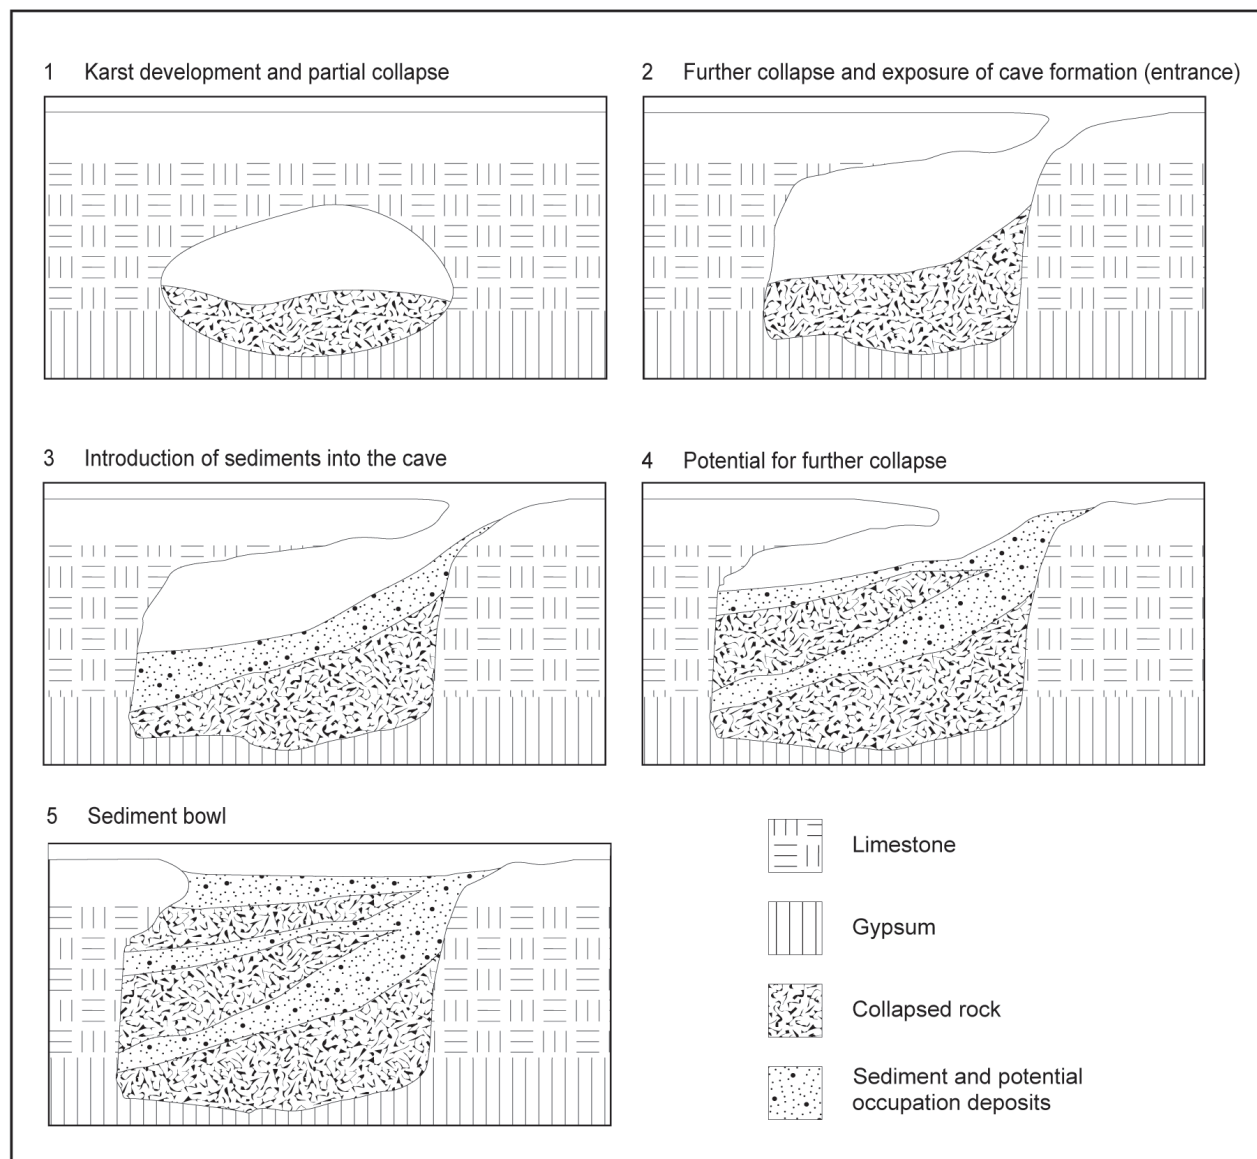 1 Karst development and partial collapse
2 Further collapse and exposure of cave formation (entrance)
3 Introduction of sediments into the cave
4 Potential for further collapse
5 Sediment bowl
Limestone
Gypsum
Collapsed rock
Sediment and potential
occupation deposits